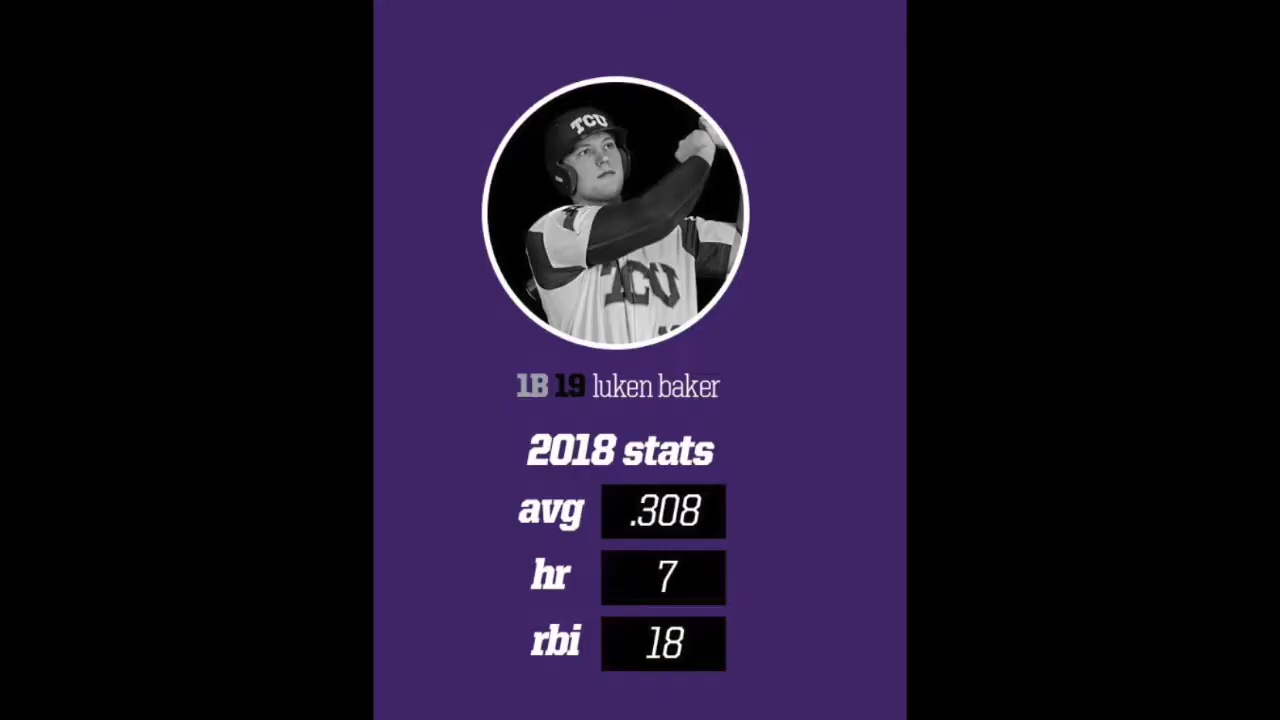 TCU
TCU
1B 19 luken baker
2018 stats
avg .308
hr 7
rbi 18